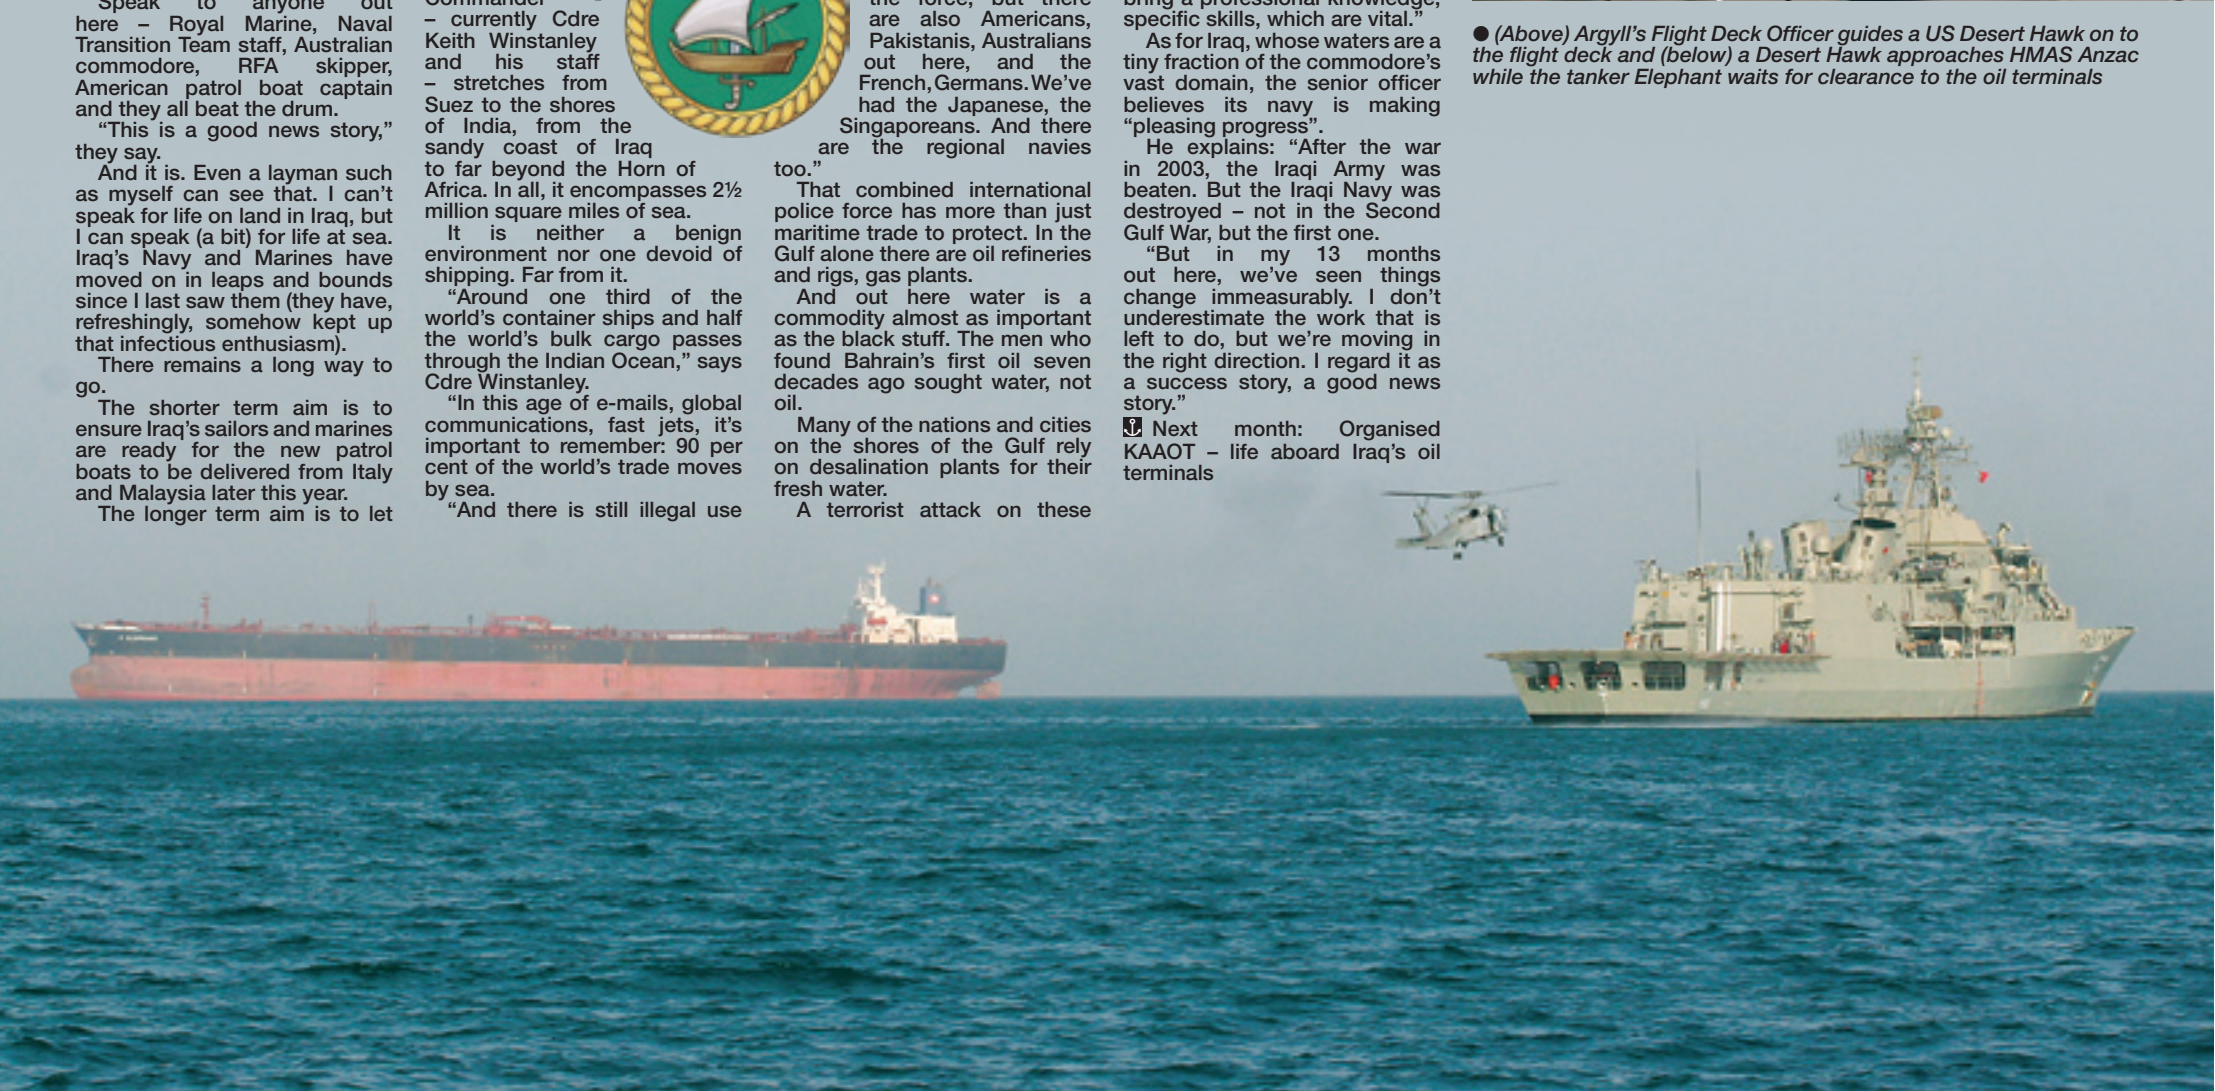 Speak to anyone out
here – Royal Marine, Naval
Transition Team staff, Australian
commodore, RFA skipper,
American patrol boat captain
and they all beat the drum.
“This is a good news story,”
they say.
And it is. Even a layman such
as myself can see that. I can’t
speak for life on land in Iraq, but
I can speak (a bit) for life at sea.
Iraq’s Navy and Marines have
moved on in leaps and bounds
since I last saw them (they have,
refreshingly, somehow kept up
that infectious enthusiasm).
There remains a long way to
go.
The shorter term aim is to
ensure Iraq’s sailors and marines
are ready for the new patrol
boats to be delivered from Italy
and Malaysia later this year.
The longer term aim is to let
Commander
– currently Cdre
Keith Winstanley
and his staff
– stretches from
Suez to the shores
of India, from the
sandy coast of Iraq
to far beyond the Horn of
Africa. In all, it encompasses 2½
million square miles of sea.
It is neither a benign
environment nor one devoid of
shipping. Far from it.
“Around one third of the
world’s container ships and half
the world’s bulk cargo passes
through the Indian Ocean,” says
Cdre Winstanley.
“In this age of e-mails, global
communications, fast jets, it’s
important to remember: 90 per
cent of the world’s trade moves
by sea.
“And there is still illegal use
the force, but there
are also Americans,
Pakistanis, Australians
out here, and the
French, Germans. We’ve
had the Japanese, the
Singaporeans. And there
are the regional navies
too.”
That combined international
police force has more than just
maritime trade to protect. In the
Gulf alone there are oil refineries
and rigs, gas plants.
And out here water is a
commodity almost as important
as the black stuff. The men who
found Bahrain’s first oil seven
decades ago sought water, not
oil.
Many of the nations and cities
on the shores of the Gulf rely
on desalination plants for their
fresh water.
A terrorist attack on these
bring a professional knowledge,
specific skills, which are vital.”
As for Iraq, whose waters are a
tiny fraction of the commodore’s
vast domain, the senior officer
believes its navy is making
“pleasing progress”.
He explains: “After the war
in 2003, the Iraqi Army was
beaten. But the Iraqi Navy was
destroyed – not in the Second
Gulf War, but the first one.
“But in my 13 months
out here, we’ve seen things
change immeasurably. I don’t
underestimate the work that is
left to do, but we’re moving in
the right direction. I regard it as
a success story, a good news
story.”
Next month: Organised
KAAOT – life aboard Iraq’s oil
terminals
● (Above) Argyll’s Flight Deck Officer guides a US Desert Hawk on to
the flight deck and (below) a Desert Hawk approaches HMAS Anzac
while the tanker Elephant waits for clearance to the oil terminals